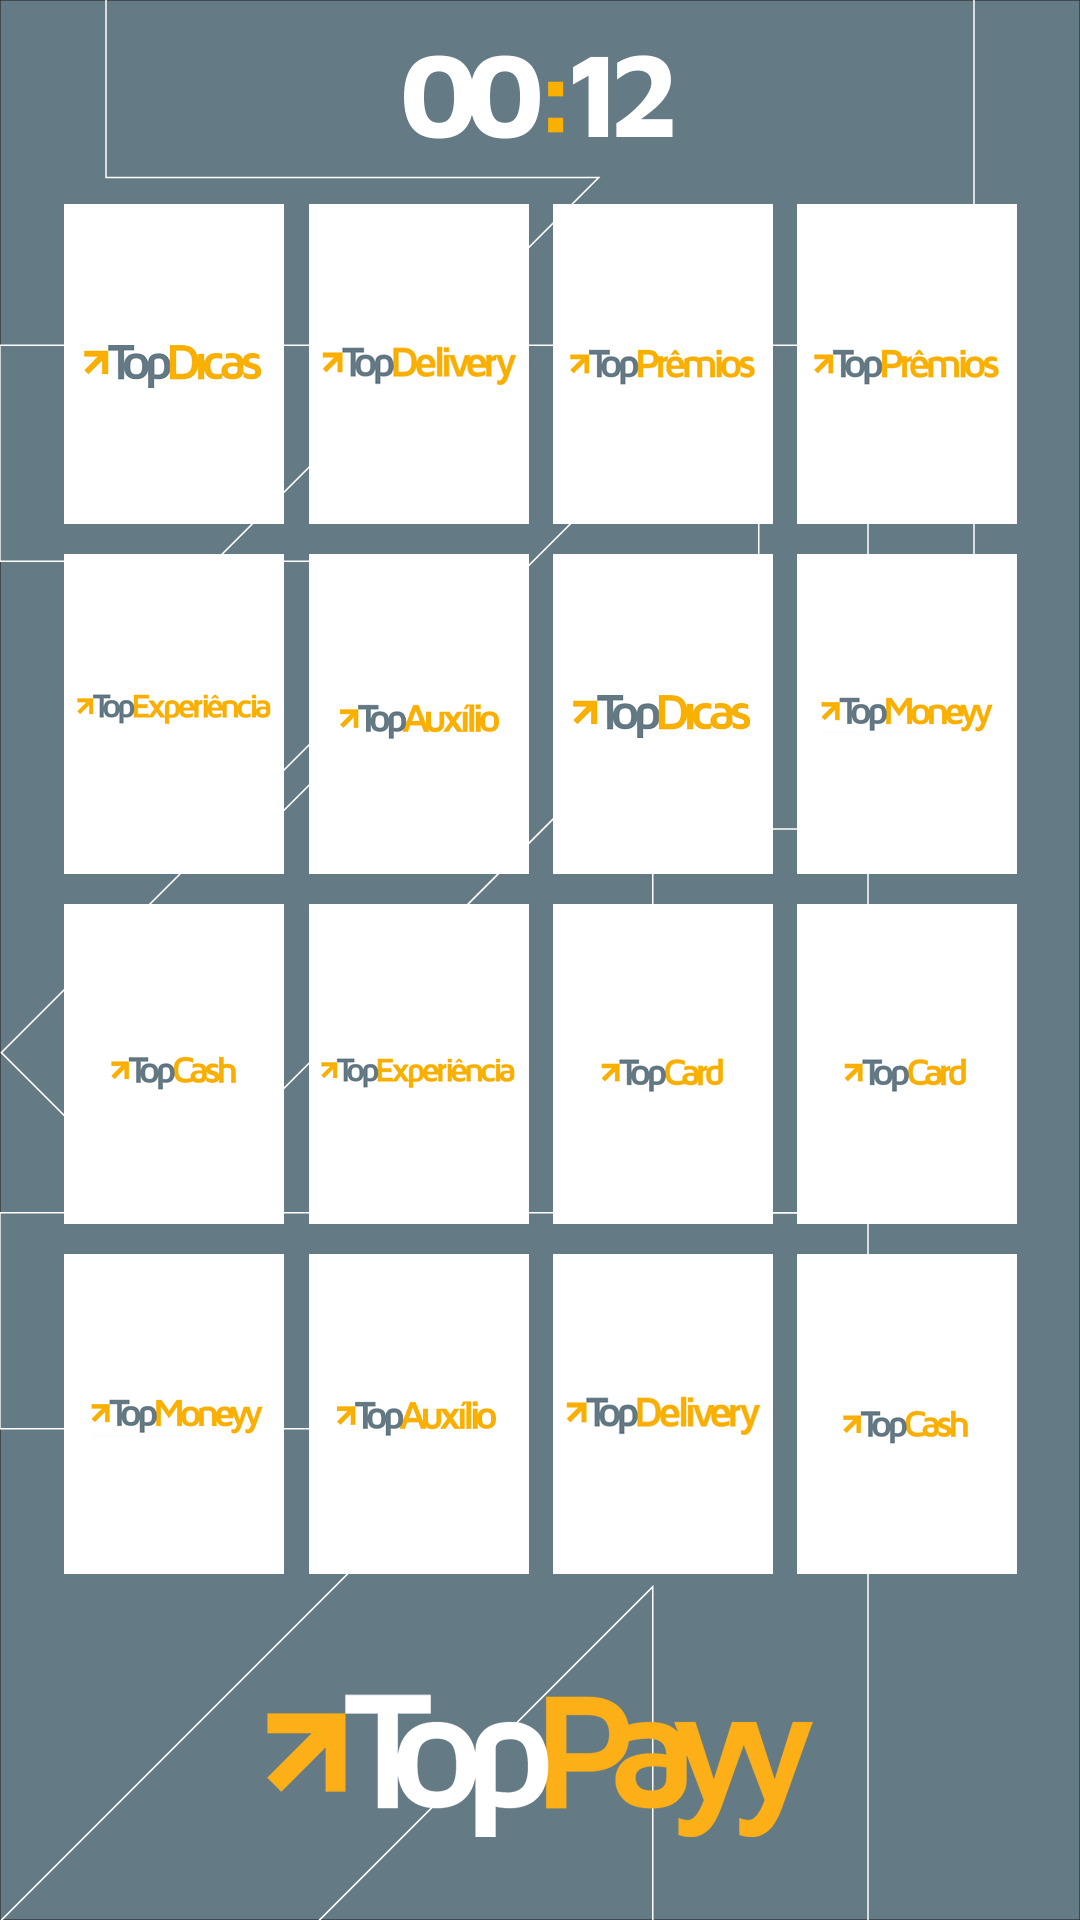 00:12
TopDicas
TopDelivery
TopPrêmios
TopPrêmios
TopExperiência
TopAuxílio
TopDicas
TopMoneyy
TopCash
TopExperiência
TopCard
TopCard
TopMoneyy
TopAuxílio
TopDelivery
TopCash
TopPayy